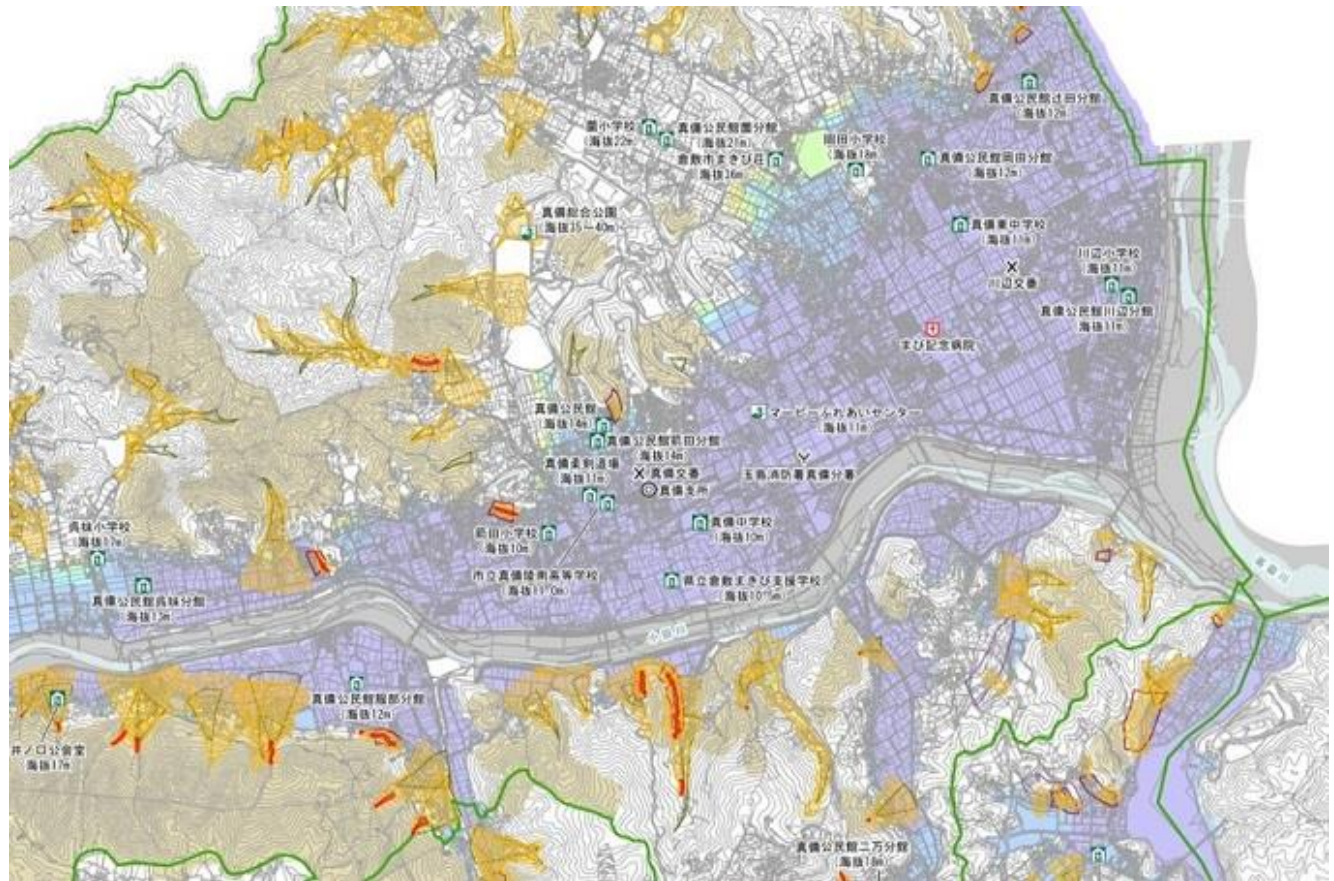 真備公民館辻田分館
(海抜12m)
薗小学校
(海抜22m)
真備公民館薗分館
(海抜21m)
倉敷市まきび荘
海抜36m
岡田小学校
(海抜18m)
真備公民館岡田分館
(海抜12m)
真備総合公園
海抜35～40m
真備東中学校
(海抜11m)
川辺小学校
(海抜11m)
川辺交番
真備公民館川辺分館
海抜11m
まび記念病院
真備公民館
(海抜14m)
マービーふれあいセンター
海抜11m
真備公民館箭田分館
海抜14m
真備柔剣道場
海抜11m
真備交番
真備支所
玉島消防署真備分署
呉妹小学校
(海抜17m)
箭田小学校
(海抜10m)
真備中学校
(海抜10m)
市立真備陵南高等学校
(海抜11.0m)
県立倉敷まきび支援学校
(海抜10.5m)
真備公民館呉妹分館
(海抜13m)
高梁川
小田川
真備公民館服部分館
(海抜12m)
井ノ口公会堂
海抜17m
真備公民館二万分館
(海抜18m)